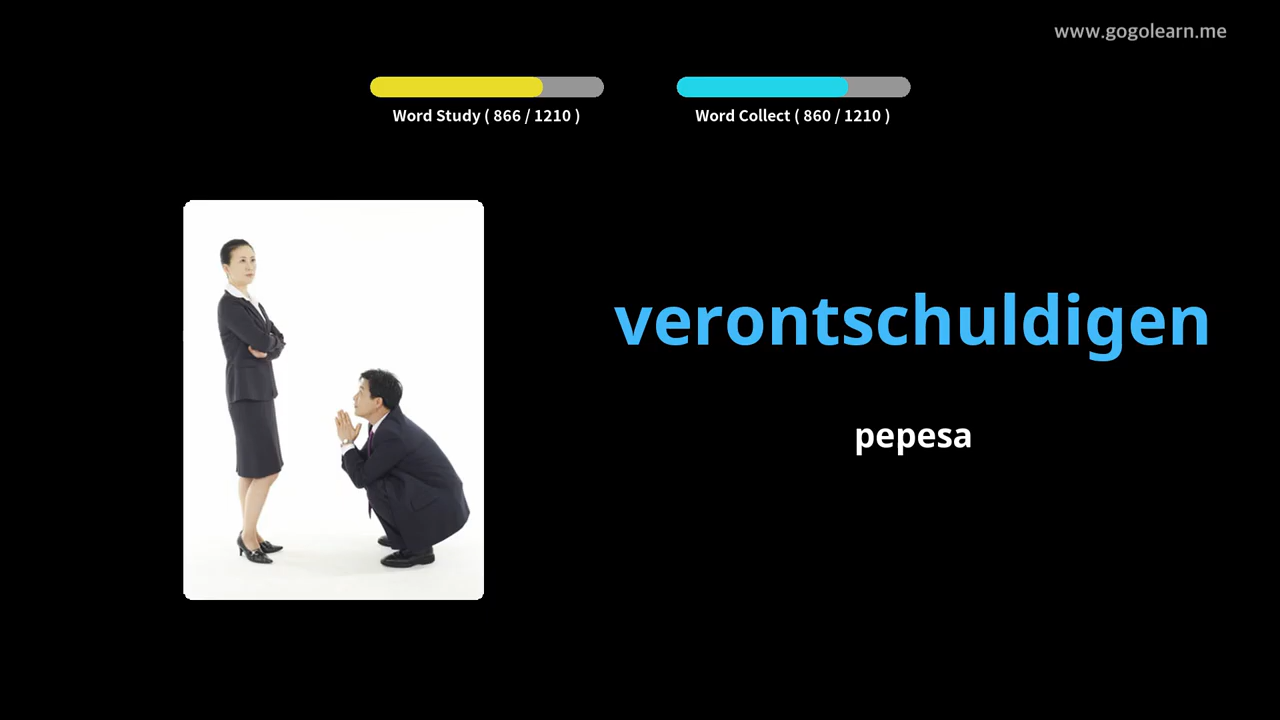 www.gogolearn.me
Word Study ( 866 / 1210 )
Word Collect ( 860 / 1210 )
verontschuldigen
pepesa